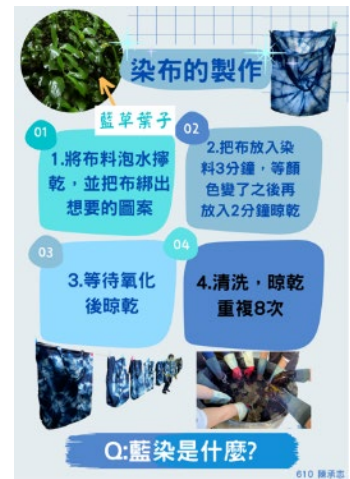 染布的製作
藍草葉子
01
1.將布料泡水擰
乾，並把布綁出
想要的圖案
02
2.把布放入染
料3分鐘，等顏
色變了之後再
放入2分鐘晾乾
03
3.等待氧化
後晾乾
04
4.清洗，晾乾
重複8次
Q:藍染是什麼?
610 陳承志